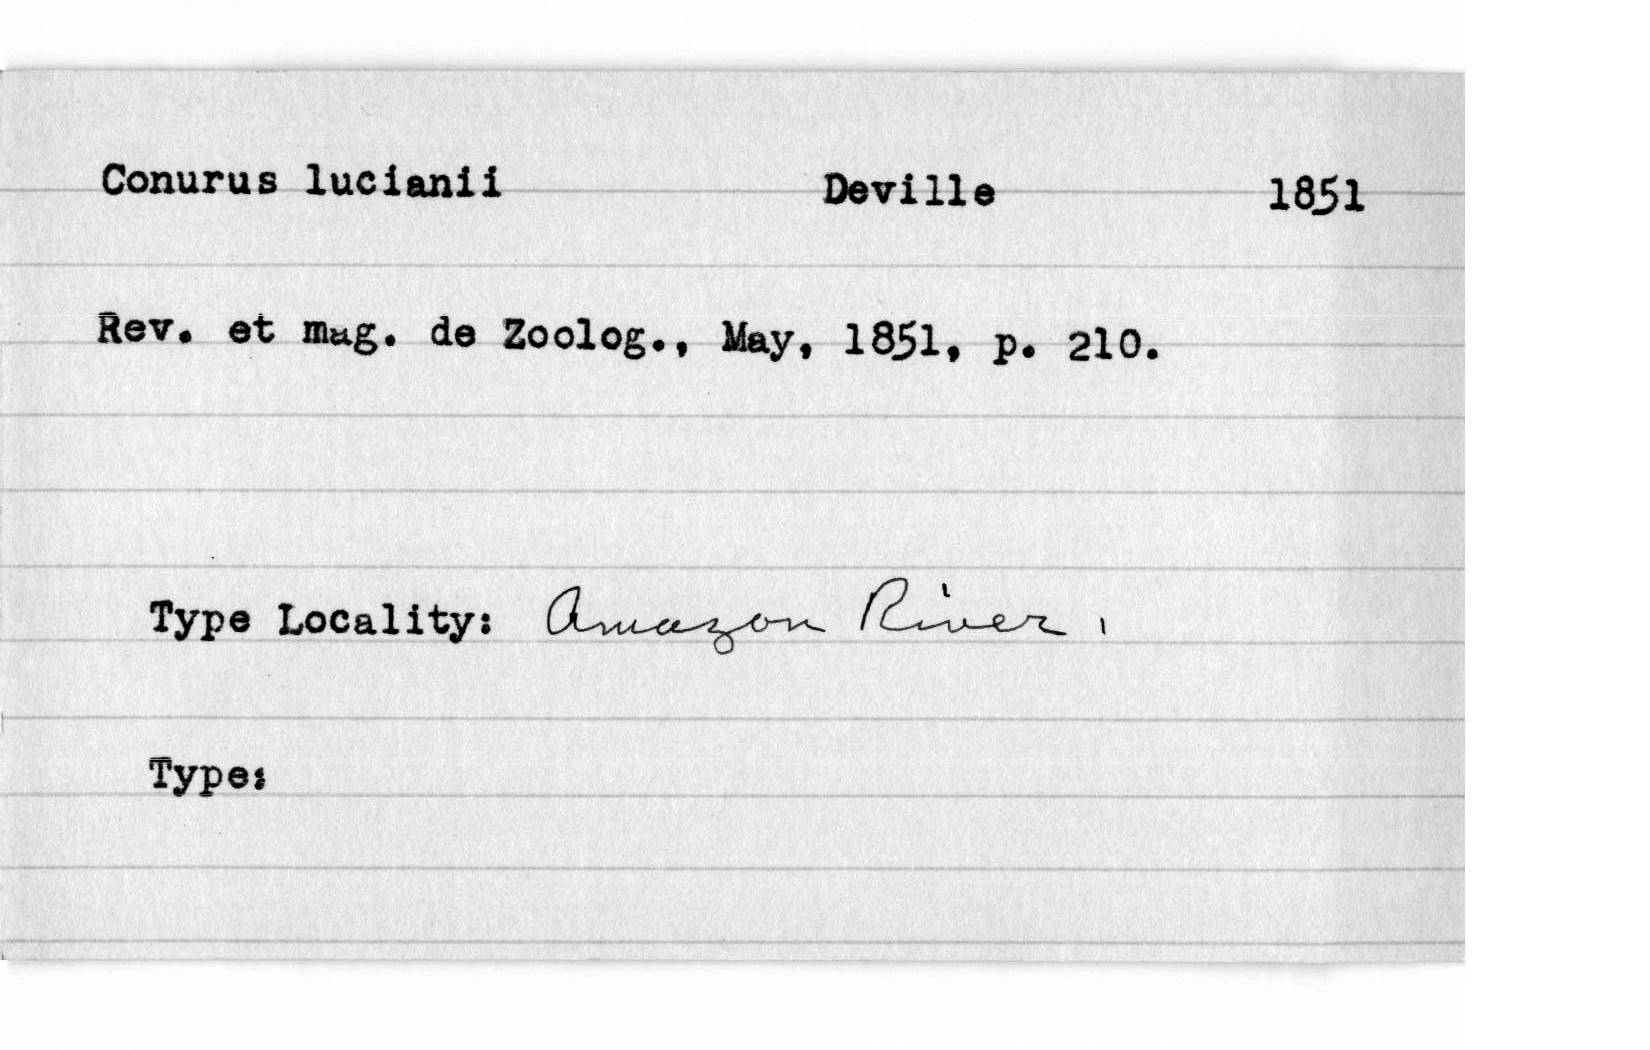 Conurus lucianii Deville 1851
Rev. et mag. de Zoolog., May, 1851, p. 210.
Type Locality: Amazon River.
Type: